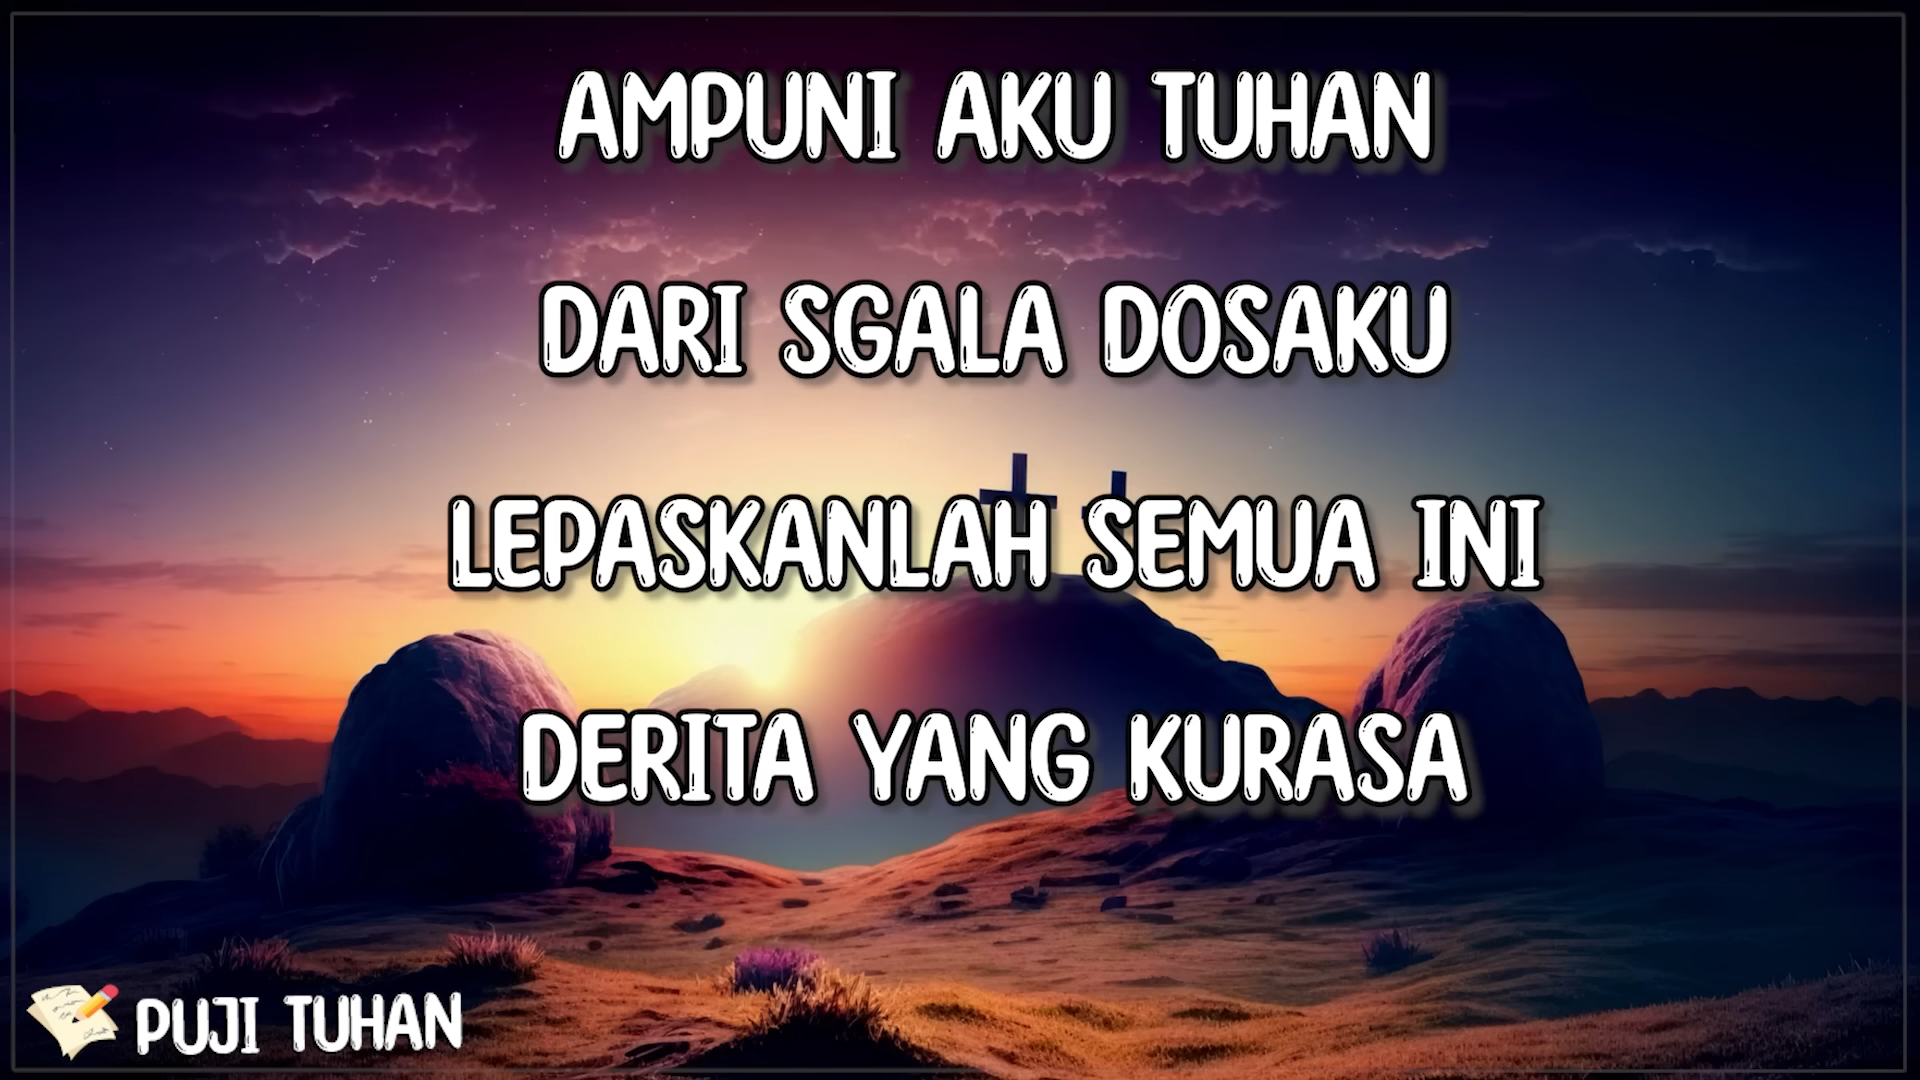 AMPUNI AKU TUHAN
DARI SGALA DOSAKU
LEPASKANLAH SEMUA INI
DERITA YANG KURASA
PUJI TUHAN